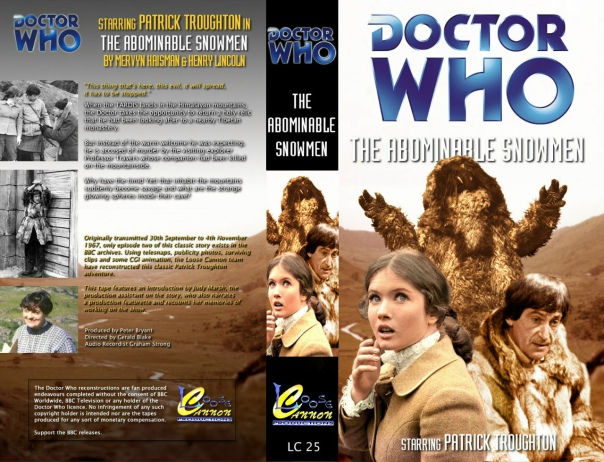 DOCTOR
WHO
STARRING PATRICK TROUGHTON IN
THE ABOMINABLE SNOWMEN
BY MERVYN HAISMAN & HENRY LINCOLN
"This thing that's here, this evil, it will spread,
it has to be stopped."
When the TARDIS lands in the Himalayan mountains,
the Doctor takes the opportunity to return a holy relic
that he had been looking after to a nearby Tibetan
monastery.
But instead of the warm welcome he was expecting,
he is accused of murder by the visiting explorer
Professor Travers whose companion had been killed
on the mountainside.
Why have the timid Yeti that inhabit the mountains
suddenly become savage and what are the strange
glowing spheres inside their cave?
Originally transmitted 30th September to 4th November
1967, only episode two of this classic story exists in the
BBC archives. Using telesnaps, publicity photos, surviving
clips and some CGI animation, the Loose Cannon team
have reconstructed this classic Patrick Troughton
adventure.
This tape features an introduction by Judy Marsh, the
production assistant on the story, who also narrates
a production featurette and recounts her memories of
working on the show.
Produced by Peter Bryant
Directed by Gerald Blake
Audio Recordist Graham Strong
The Doctor Who reconstructions are fan produced
endeavours completed without the consent of BBC
Worldwide, BBC Television or any holder of the
Doctor Who licence. No infringement of any such
copyright holder is intended nor are the tapes
produced for any sort of monetary compensation.
Support the BBC releases.
LOOSE
Cannon
PRODUCTIONS
DOCTOR
WHO
THE
ABOMINABLE
SNOWMEN
LOOSE
Cannon
PRODUCTIONS
LC 25
DOCTOR
WHO
THE ABOMINABLE SNOWMEN
STARRING PATRICK TROUGHTON